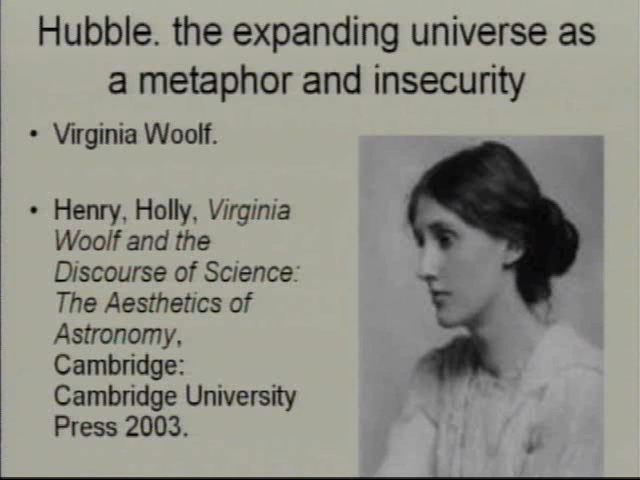 Hubble. the expanding universe as
a metaphor and insecurity
• Virginia Woolf.
• Henry, Holly, Virginia
Woolf and the
Discourse of Science:
The Aesthetics of
Astronomy,
Cambridge:
Cambridge University
Press 2003.